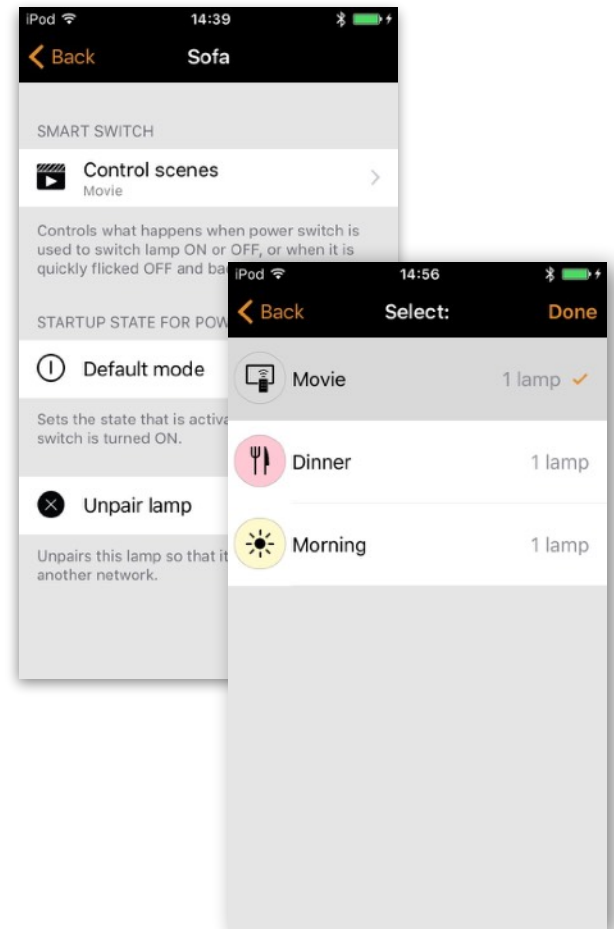 iPod 14:39
Back Sofa
SMART SWITCH
Control scenes
Movie
Controls what happens when power switch is
used to switch lamp ON or OFF, or when it is
quickly flicked OFF and
STARTUP STATE FOR
Default mode
Sets the state that is
switch is turned ON.
Unpair lamp
Unpairs this lamp so that it
another network.
iPod 14:56
Back Select: Done
Movie 1 lamp
Dinner 1 lamp
Morning 1 lamp